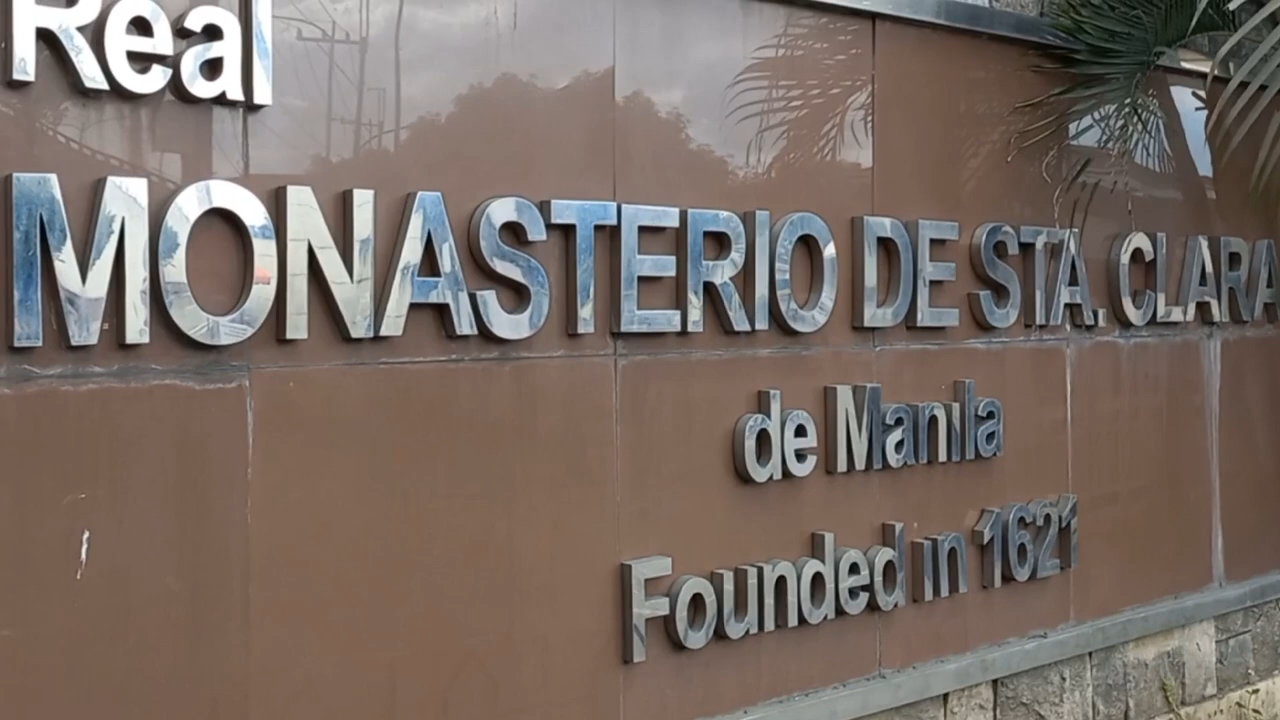 Real
MONASTERIO DE STA. CLARA
de Manila
Founded in 1621